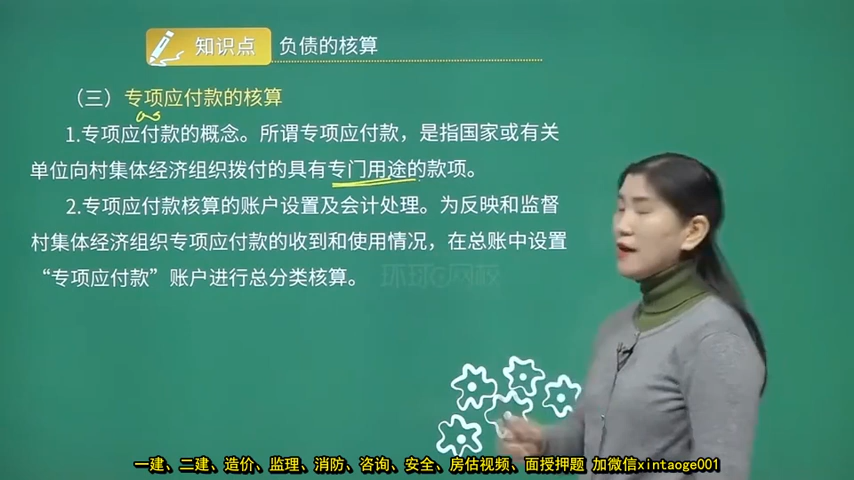 知识点 负债的核算
（三）专项应付款的核算
1.专项应付款的概念。所谓专项应付款，是指国家或有关
单位向村集体经济组织拨付的具有专门用途的款项。
2.专项应付款核算的账户设置及会计处理。为反映和监督
村集体经济组织专项应付款的收到和使用情况，在总账中设置
“专项应付款”账户进行总分类核算。
环球网校
一建、二建、造价、监理、消防、咨询、安全、房估视频、面授押题 加微信xintaoge001